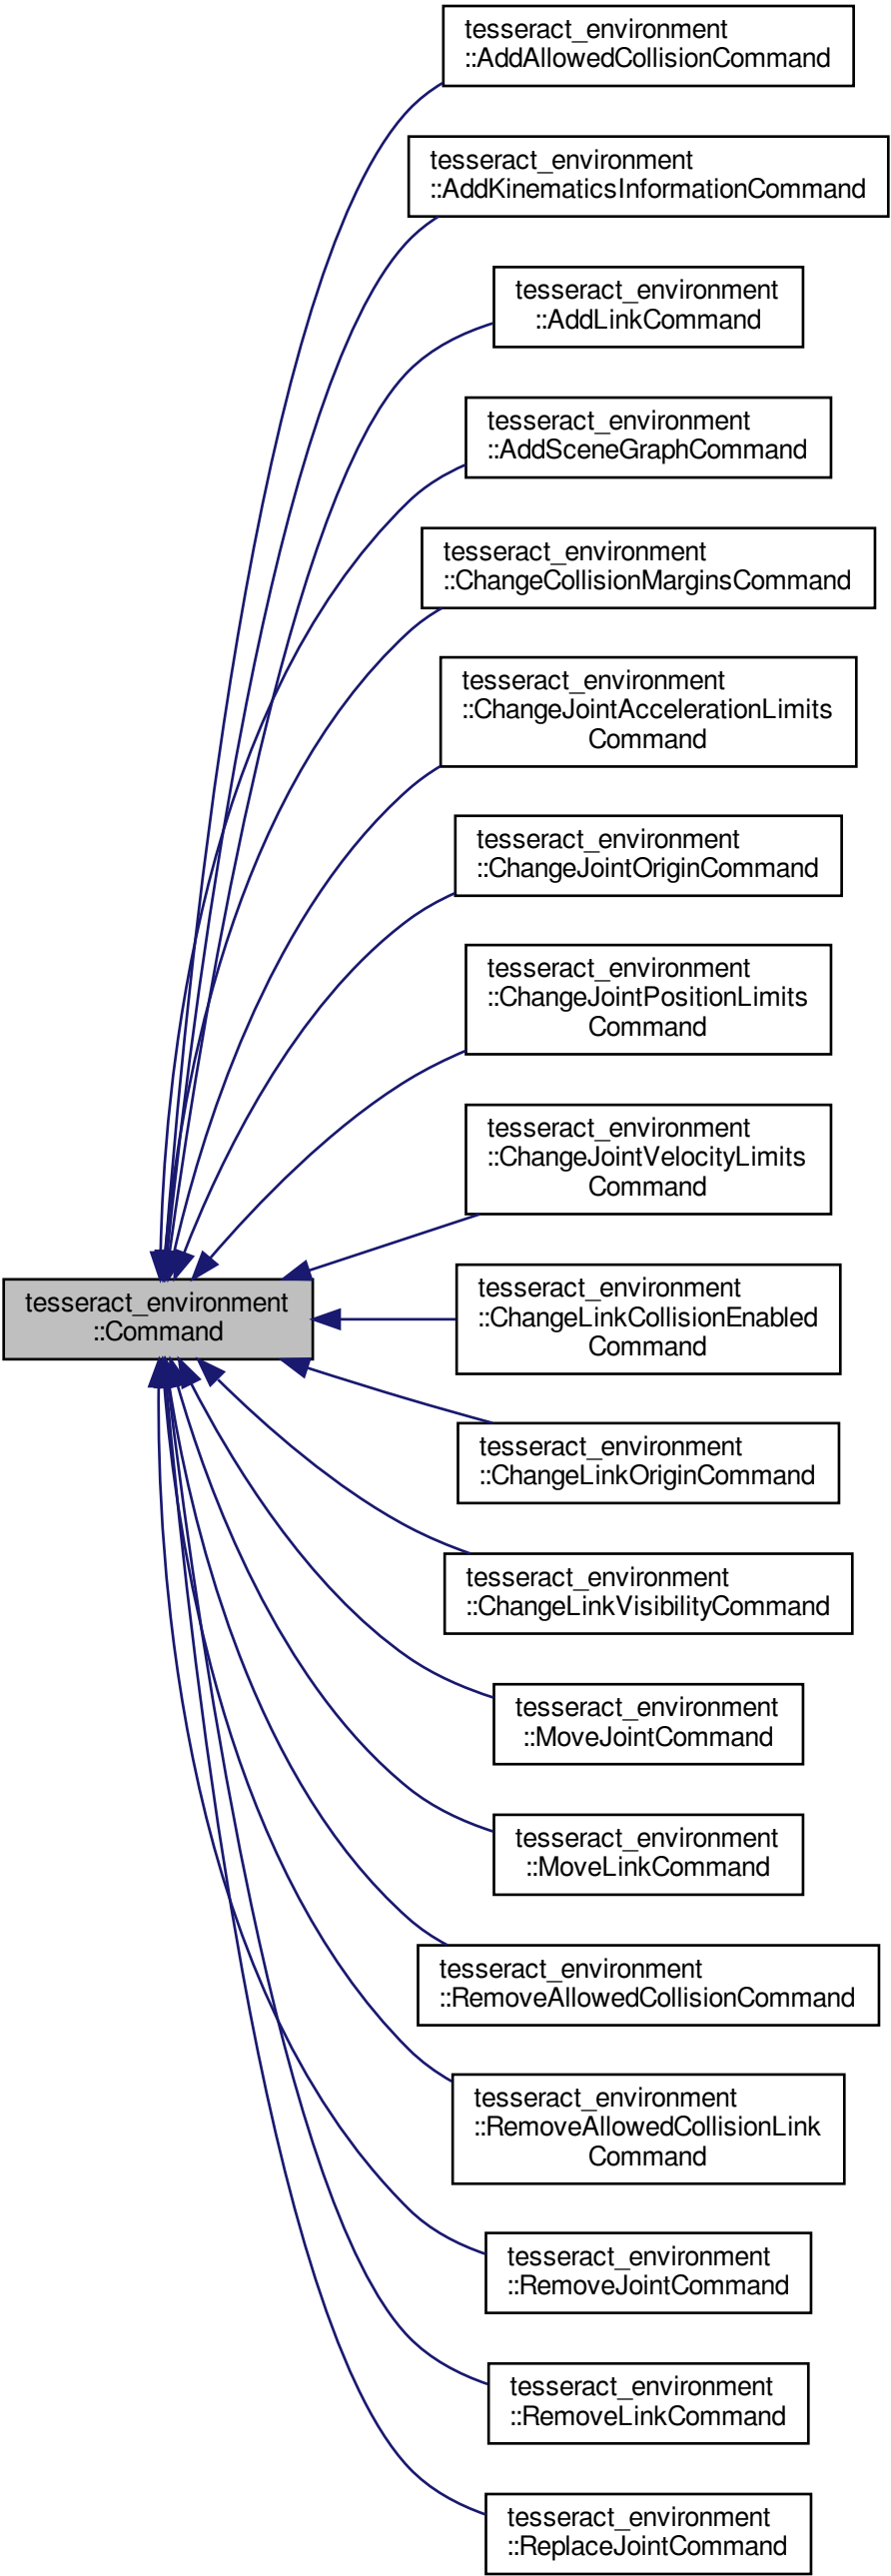 tesseract_environment
::AddAllowedCollisionCommand
tesseract_environment
::AddKinematicsInformationCommand
tesseract_environment
::AddLinkCommand
tesseract_environment
::AddSceneGraphCommand
tesseract_environment
::ChangeCollisionMarginsCommand
tesseract_environment
::ChangeJointAccelerationLimits
Command
tesseract_environment
::ChangeJointOriginCommand
tesseract_environment
::ChangeJointPositionLimits
Command
tesseract_environment
::ChangeJointVelocityLimits
Command
tesseract_environment
::Command
tesseract_environment
::ChangeLinkCollisionEnabled
Command
tesseract_environment
::ChangeLinkOriginCommand
tesseract_environment
::ChangeLinkVisibilityCommand
tesseract_environment
::MoveJointCommand
tesseract_environment
::MoveLinkCommand
tesseract_environment
::RemoveAllowedCollisionCommand
tesseract_environment
::RemoveAllowedCollisionLink
Command
tesseract_environment
::RemoveJointCommand
tesseract_environment
::RemoveLinkCommand
tesseract_environment
::ReplaceJointCommand